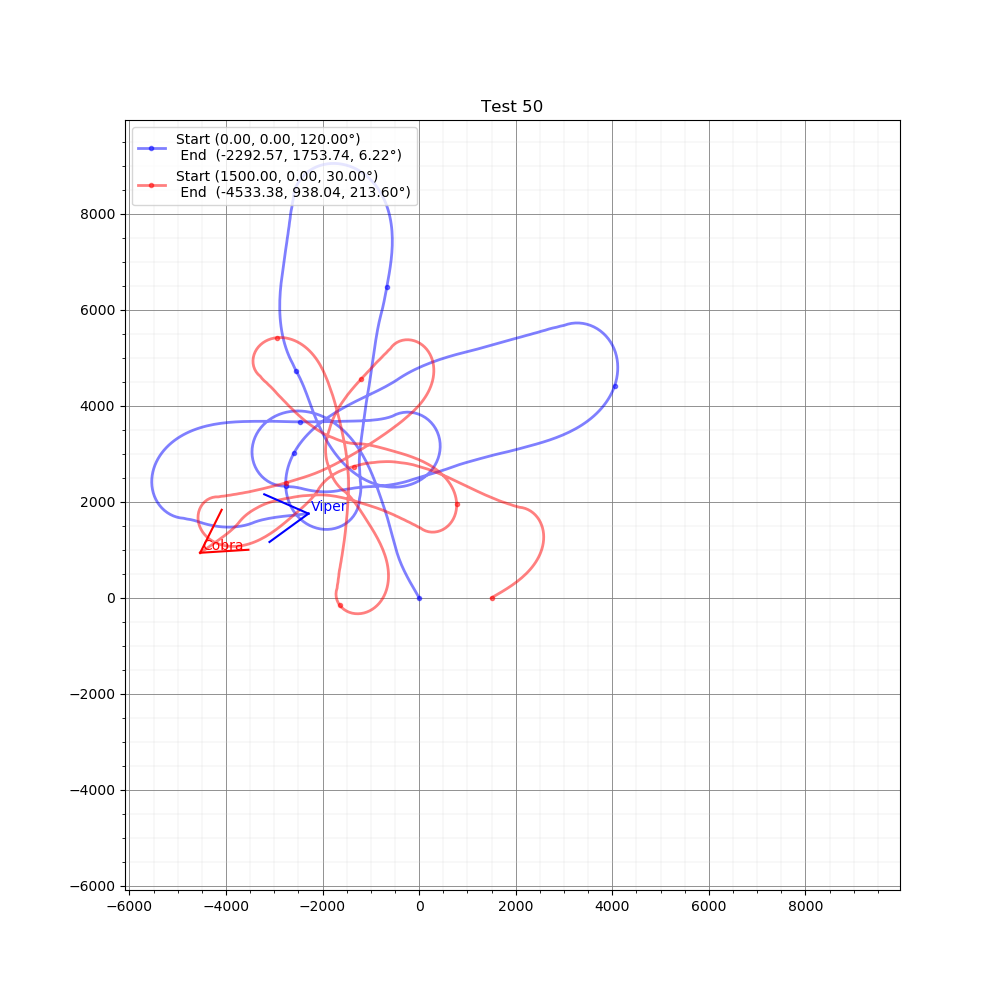 Test 50
Start (0.00, 0.00, 120.00°)
End (-2292.57, 1753.74, 6.22°)
Start (1500.00, 0.00, 30.00°)
End (-4533.38, 938.04, 213.60°)
8000
6000
4000
2000
Viper
Cobra
0
−2000
−4000
−6000
−6000 −4000 −2000 0 2000 4000 6000 8000